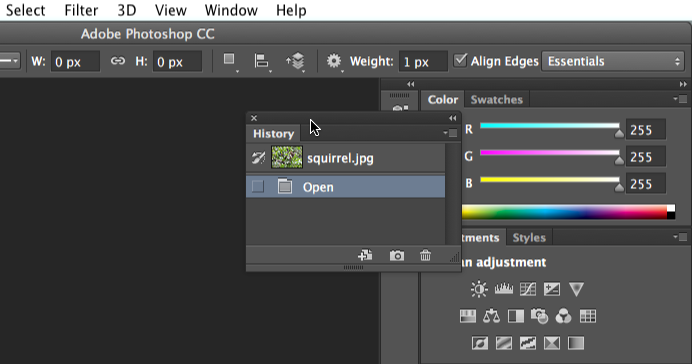 Select Filter 3D View Window Help
Adobe Photoshop CC
W: 0 px H: 0 px Weight: 1 px Align Edges Essentials
Color Swatches
History
R 255
squirrel.jpg
G 255
Open
B 255
tments Styles
an adjustment